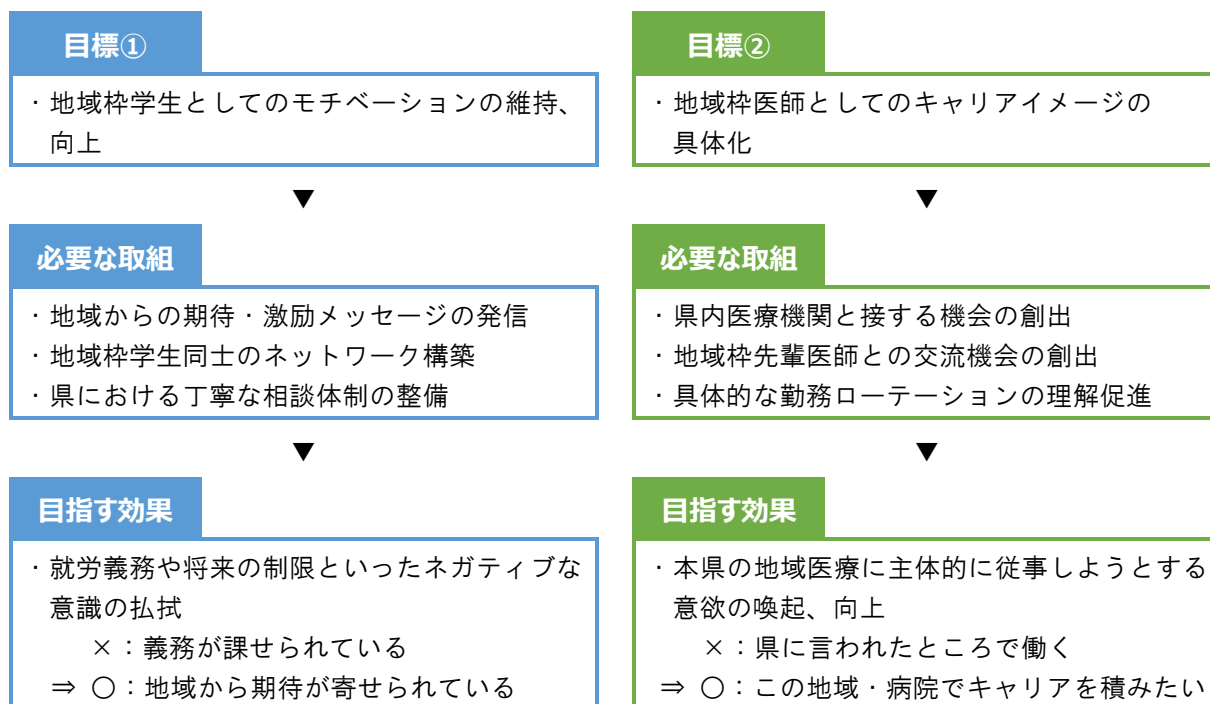 目標①
・地域枠学生としてのモチベーションの維持、
向上
▼
必要な取組
・地域からの期待・激励メッセージの発信
・地域枠学生同士のネットワーク構築
・県における丁寧な相談体制の整備
▼
目指す効果
・就労義務や将来の制限といったネガティブな
意識の払拭
×：義務が課せられている
⇒ ○：地域から期待が寄せられている
目標②
・地域枠医師としてのキャリアイメージの
具体化
▼
必要な取組
・県内医療機関と接する機会の創出
・地域枠先輩医師との交流機会の創出
・具体的な勤務ローテーションの理解促進
▼
目指す効果
・本県の地域医療に主体的に従事しようとする
意欲の喚起、向上
×：県に言われたところで働く
⇒ ○：この地域・病院でキャリアを積みたい